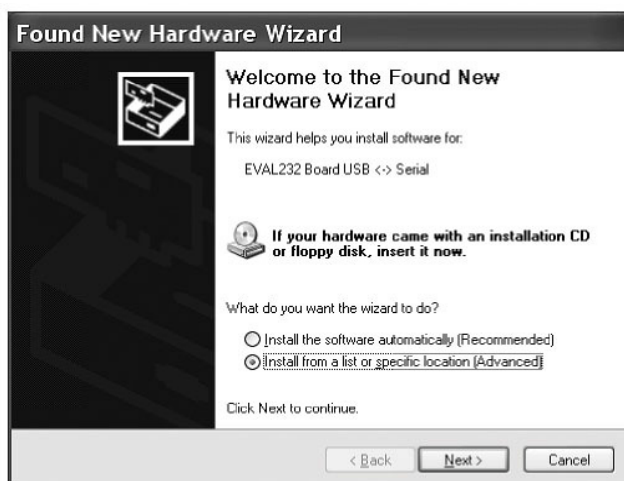 Found New Hardware Wizard
Welcome to the Found New
Hardware Wizard
This wizard helps you install software for:
EVAL232 Board USB <-> Serial
If your hardware came with an installation CD
or floppy disk, insert it now.
What do you want the wizard to do?
Install the software automatically (Recommended)
Install from a list or specific location (Advanced)
Click Next to continue.
< Back Next > Cancel